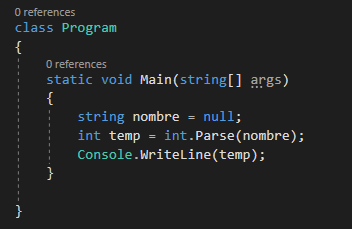 0 references
class Program
{
0 references
static void Main(string[] args)
{
string nombre = null;
int temp = int.Parse(nombre);
Console.WriteLine(temp);
}
}